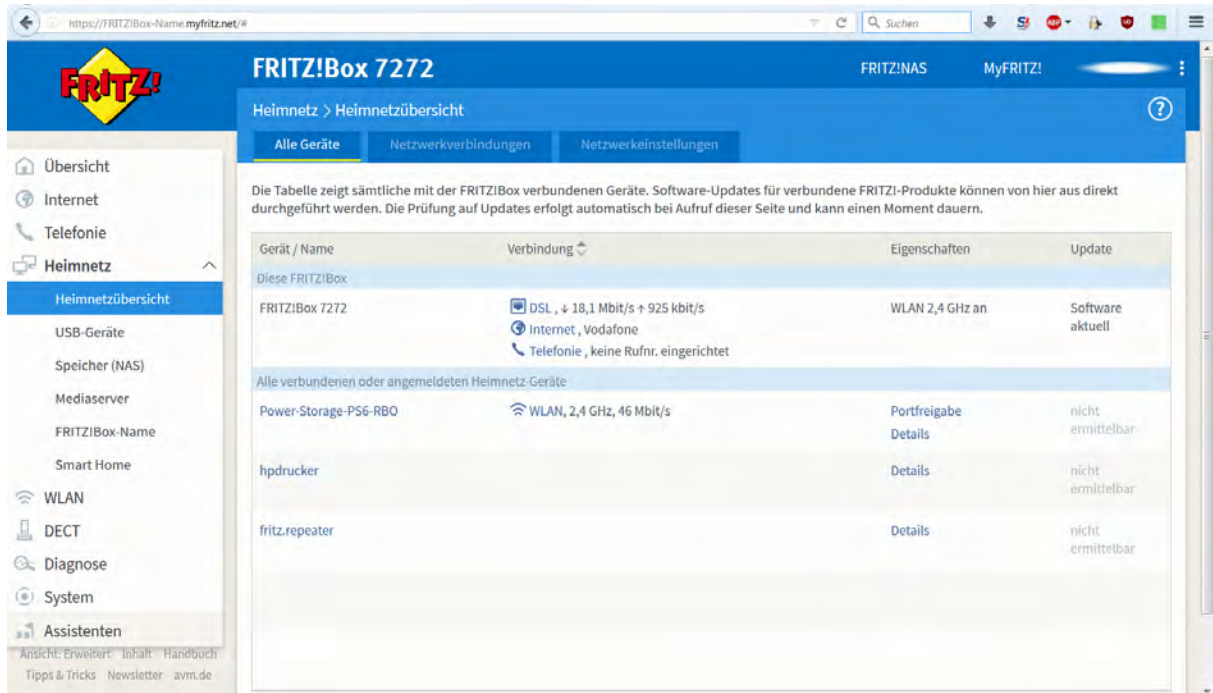 https://FRITZ!Box-Name.myfritz.net/#
Suchen
ABP
FRITZ!
FRITZ!Box 7272
FRITZ!NAS
MyFRITZ!
Heimnetz > Heimnetzübersicht
?
Alle Geräte
Netzwerkverbindungen
Netzwerkeinstellungen
Übersicht
Internet
Telefonie
Heimnetz
Heimnetzübersicht
USB-Geräte
Speicher (NAS)
Mediaserver
FRITZ!Box-Name
Smart Home
WLAN
DECT
Diagnose
System
Assistenten
Ansicht: Erweitert Inhalt Handbuch
Tipps & Tricks Newsletter avm.de
Die Tabelle zeigt sämtliche mit der FRITZ!Box verbundenen Geräte. Software-Updates für verbundene FRITZ!-Produkte können von hier aus direkt
durchgeführt werden. Die Prüfung auf Updates erfolgt automatisch bei Aufruf dieser Seite und kann einen Moment dauern.
Gerät / Name Verbindung Eigenschaften Update
Diese FRITZ!Box
FRITZ!Box 7272
DSL , ↓ 18,1 Mbit/s ↑ 925 kbit/s
Internet , Vodafone
Telefonie , keine Rufnr. eingerichtet
WLAN 2,4 GHz an
Software
aktuell
Alle verbundenen oder angemeldeten Heimnetz-Geräte
Power-Storage-PS6-RBO
WLAN, 2,4 GHz, 46 Mbit/s
Portfreigabe
Details
nicht
ermittelbar
hpdrucker
Details
nicht
ermittelbar
fritz.repeater
Details
nicht
ermittelbar